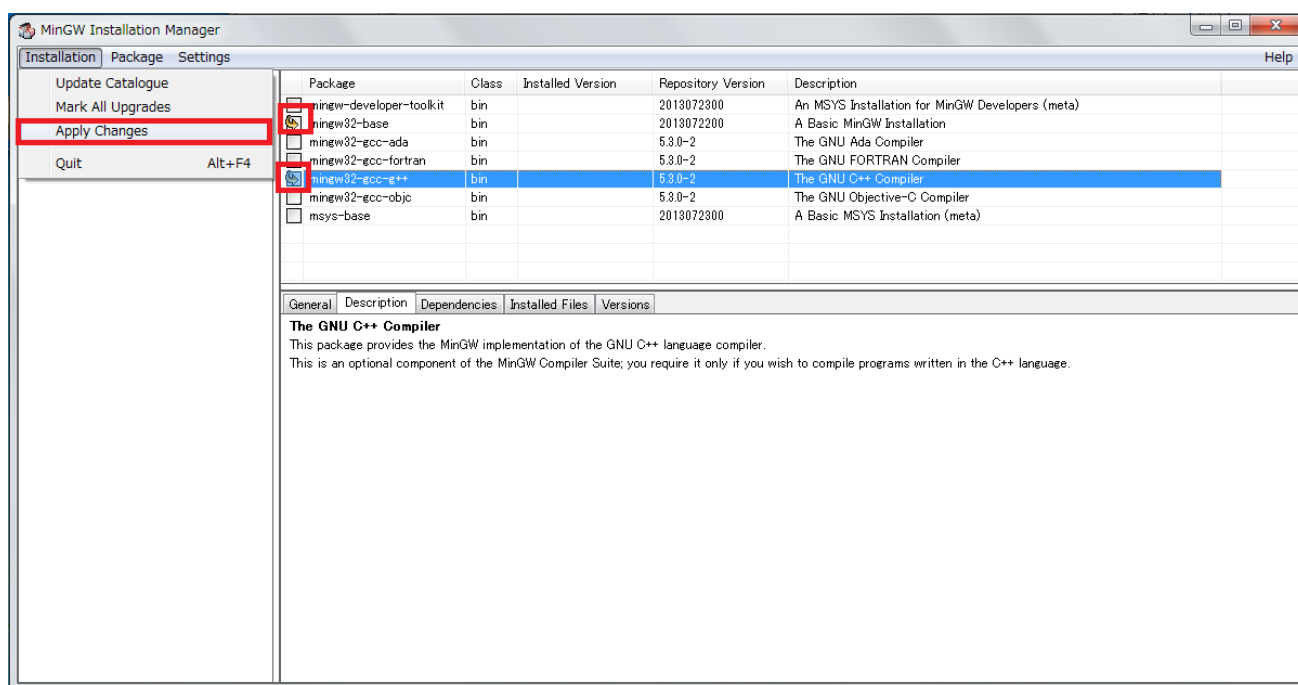 MinGW Installation Manager
Installation Package Settings Help
Update Catalogue
Mark All Upgrades
Apply Changes
Quit Alt+F4
Package Class Installed Version Repository Version Description
mingw-developer-toolkit bin 2013072300 An MSYS Installation for MinGW Developers (meta)
mingw32-base bin 2013072200 A Basic MinGW Installation
mingw32-gcc-ada bin 5.3.0-2 The GNU Ada Compiler
mingw32-gcc-fortran bin 5.3.0-2 The GNU FORTRAN Compiler
mingw32-gcc-g++ bin 5.3.0-2 The GNU C++ Compiler
mingw32-gcc-objc bin 5.3.0-2 The GNU Objective-C Compiler
msys-base bin 2013072300 A Basic MSYS Installation (meta)
General Description Dependencies Installed Files Versions
The GNU C++ Compiler
This package provides the MinGW implementation of the GNU C++ language compiler.
This is an optional component of the MinGW Compiler Suite; you require it only if you wish to compile programs written in the C++ language.